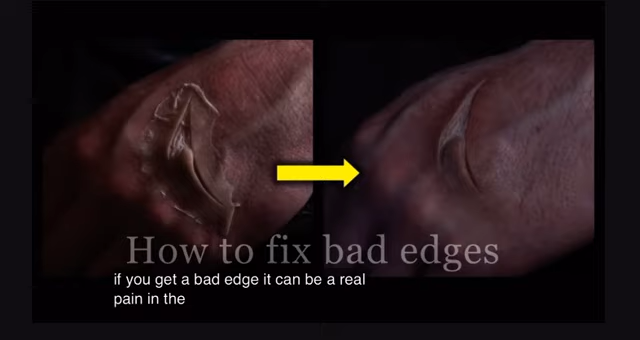 How to fix bad edges
if you get a bad edge it can be a real
pain in the